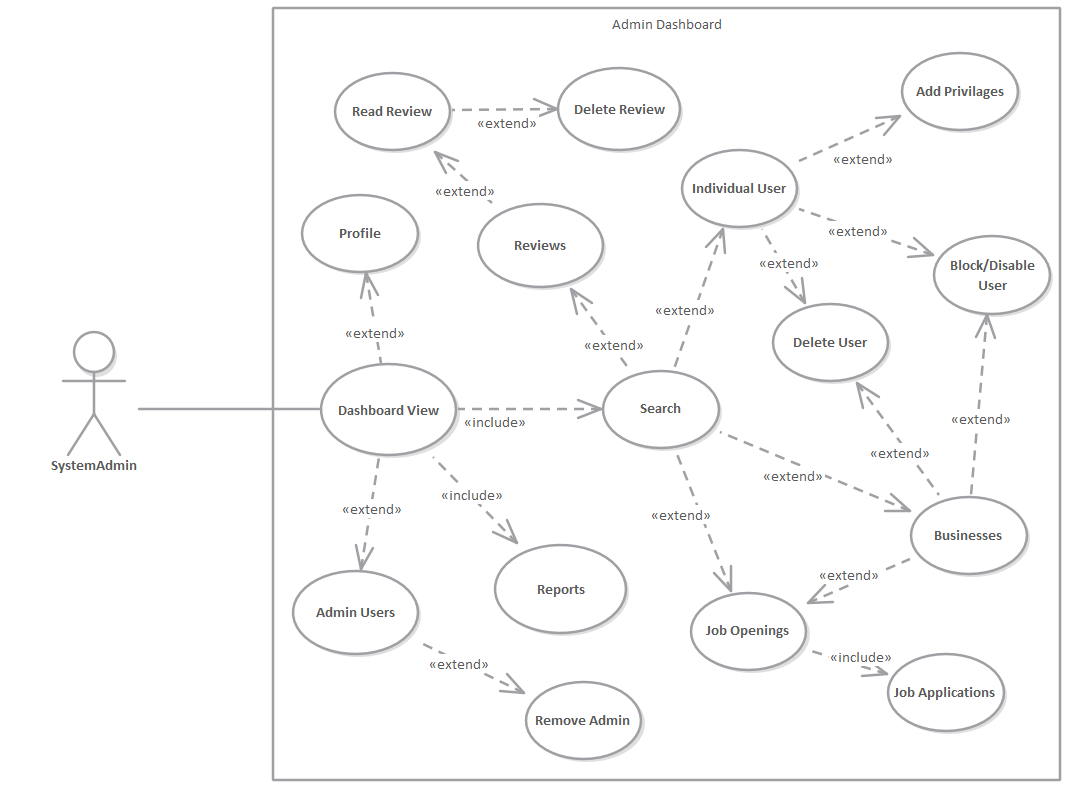 Admin Dashboard
Add Privilages
Read Review
Delete Review
«extend»
«extend»
Individual User
«extend»
Profile
Reviews
«extend»
«extend»
Block/Disable
User
«extend»
«extend»
«extend»
Delete User
Dashboard View
Search
«include»
«extend»
SystemAdmin
«extend»
«extend»
«include»
«extend»
«extend»
Businesses
Reports
«extend»
Admin Users
Job Openings
«extend»
«include»
Job Applications
Remove Admin